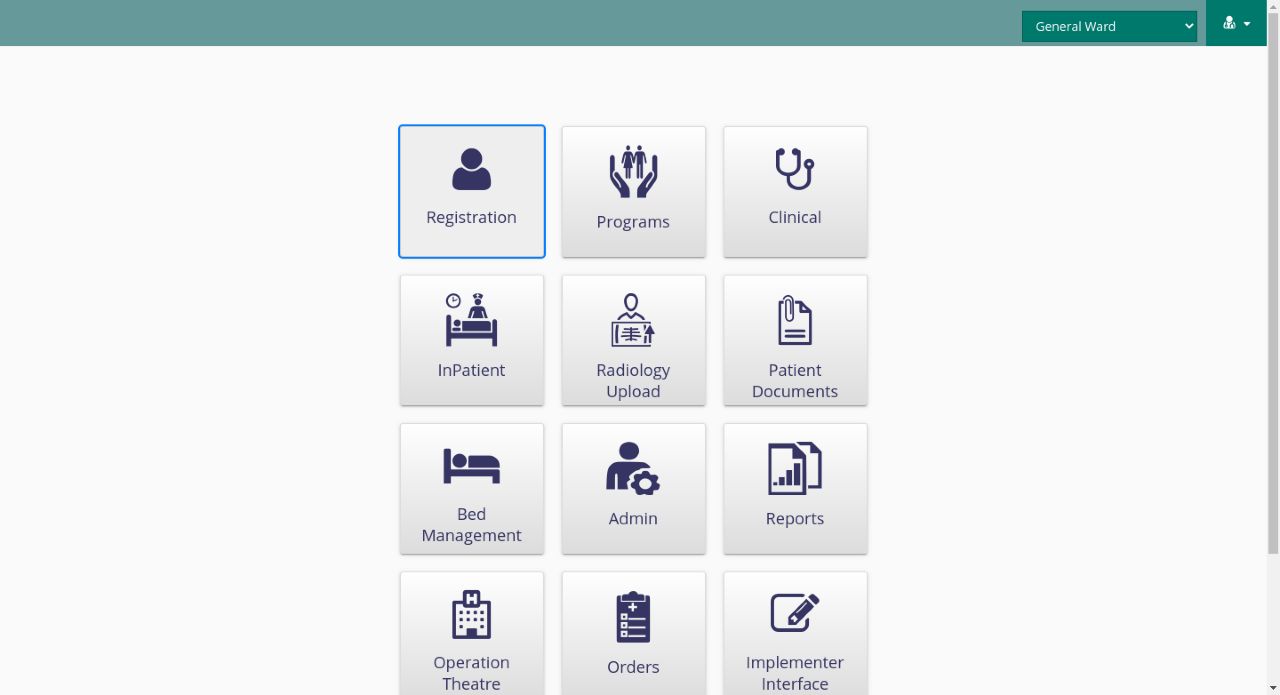 General Ward
Registration
Programs
Clinical
InPatient
Radiology
Upload
Patient
Documents
Bed
Management
Admin
Reports
Operation
Theatre
Orders
Implementer
Interface